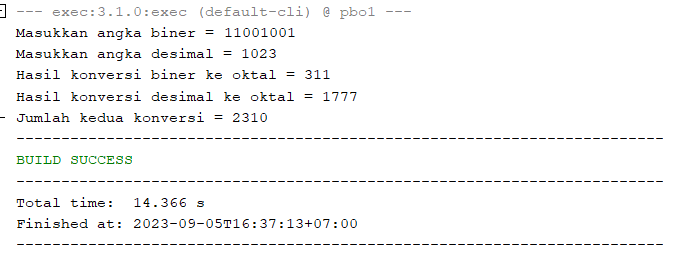 --- exec:3.1.0:exec (default-cli) @ pbo1 ---
Masukkan angka biner = 11001001
Masukkan angka desimal = 1023
Hasil konversi biner ke oktal = 311
Hasil konversi desimal ke oktal = 1777
Jumlah kedua konversi = 2310
------------------------------------------------------------------------
BUILD SUCCESS
------------------------------------------------------------------------
Total time:  14.366 s
Finished at: 2023-09-05T16:37:13+07:00
------------------------------------------------------------------------